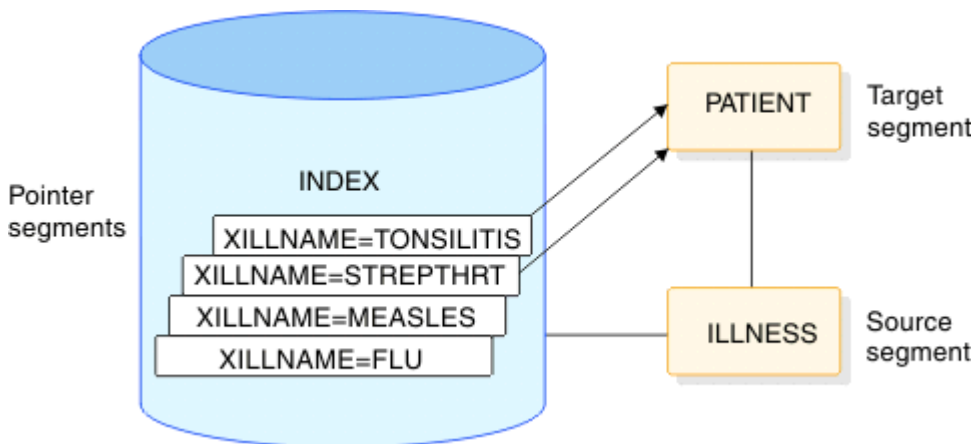 Pointer
segments
INDEX
XILLNAME=TONSILITIS
XILLNAME=STREPTHRT
XILLNAME=MEASLES
XILLNAME=FLU
PATIENT
Target
segment
ILLNESS
Source
segment